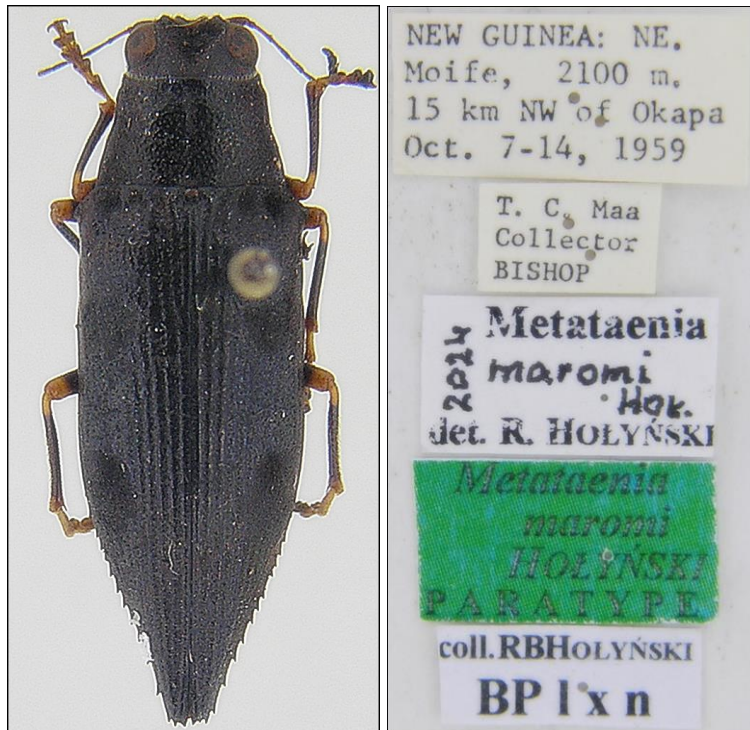 NEW GUINEA: NE.
Moife, 2100 m.
15 km NW of Okapa
Oct. 7-14, 1959
T. C. Maa
Collector
BISHOP
2024
Metataenia
maromi
Hoł.
det. R. HOŁYŃSKI
Metataenia
maromi
HOŁYŃSKI
PARATYPE
coll.RBHOŁYŃSKI
BP l x n